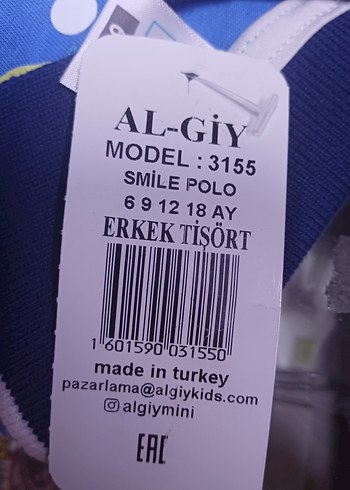 AL-GİY
MODEL : 3155
SMİLE POLO
6 9 12 18 AY
ERKEK TİŞÖRT
1 601590 031550
made in turkey
pazarlama@algiykids.com
algiymini
EAC